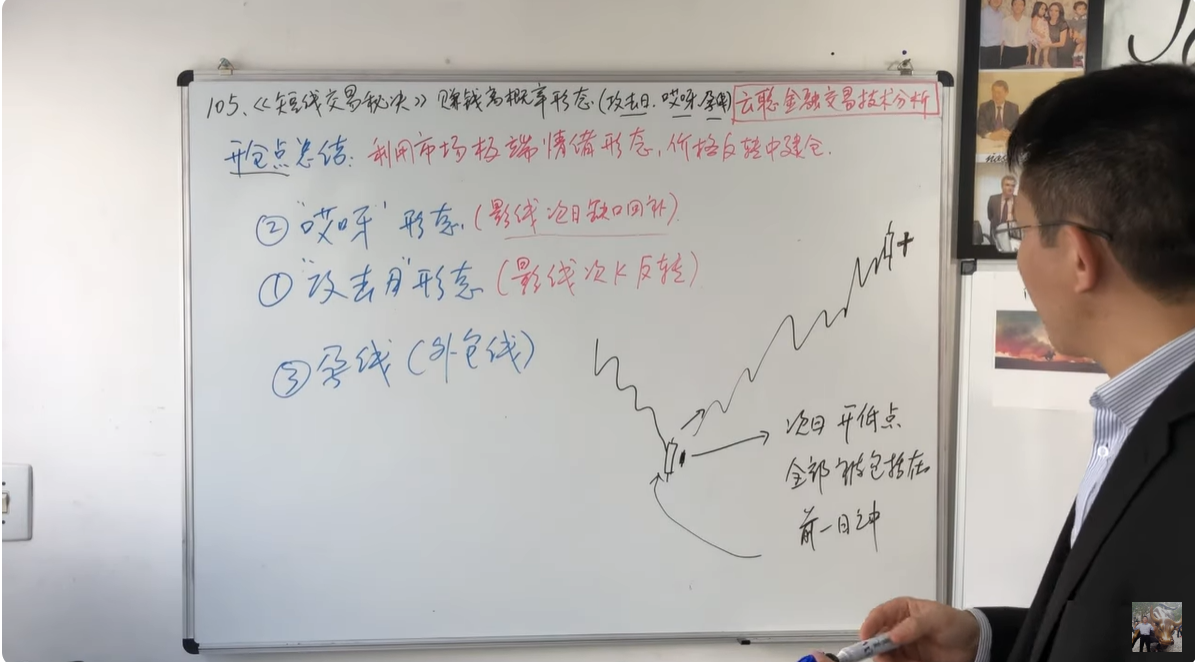 105.《短线交易秘决》赚钱高概率形态(攻击日.哎呀.孕线) 云聪金融交易技术分析
开仓点总结: 利用市场极端情绪形态,价格反转中建仓.
②"哎呀"形态.(影线次日缺口回补).
①"攻击日"形态(影线次K反转)
③孕线(外包线)
次日开低点
全部被包括在
前一日之中